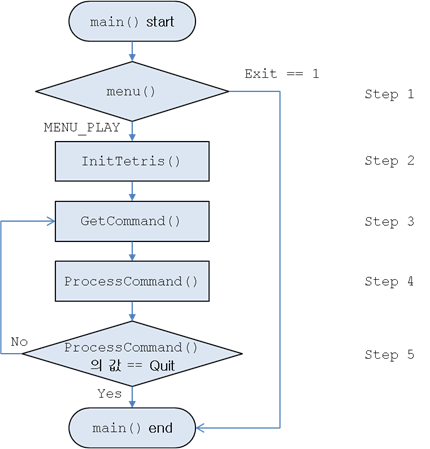 main() start
Exit == 1
menu()
Step 1
MENU_PLAY
InitTetris()
Step 2
GetCommand()
Step 3
ProcessCommand()
Step 4
No
ProcessCommand()
의 값 == Quit
Step 5
Yes
main() end